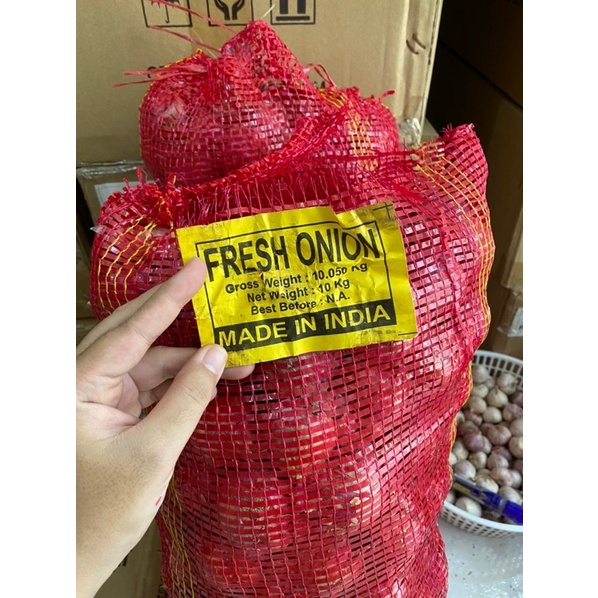 FRESH ONION
Gross Weight : 10.050 Kg
Net Weight : 10 Kg
Best Before : N.A.
MADE IN INDIA